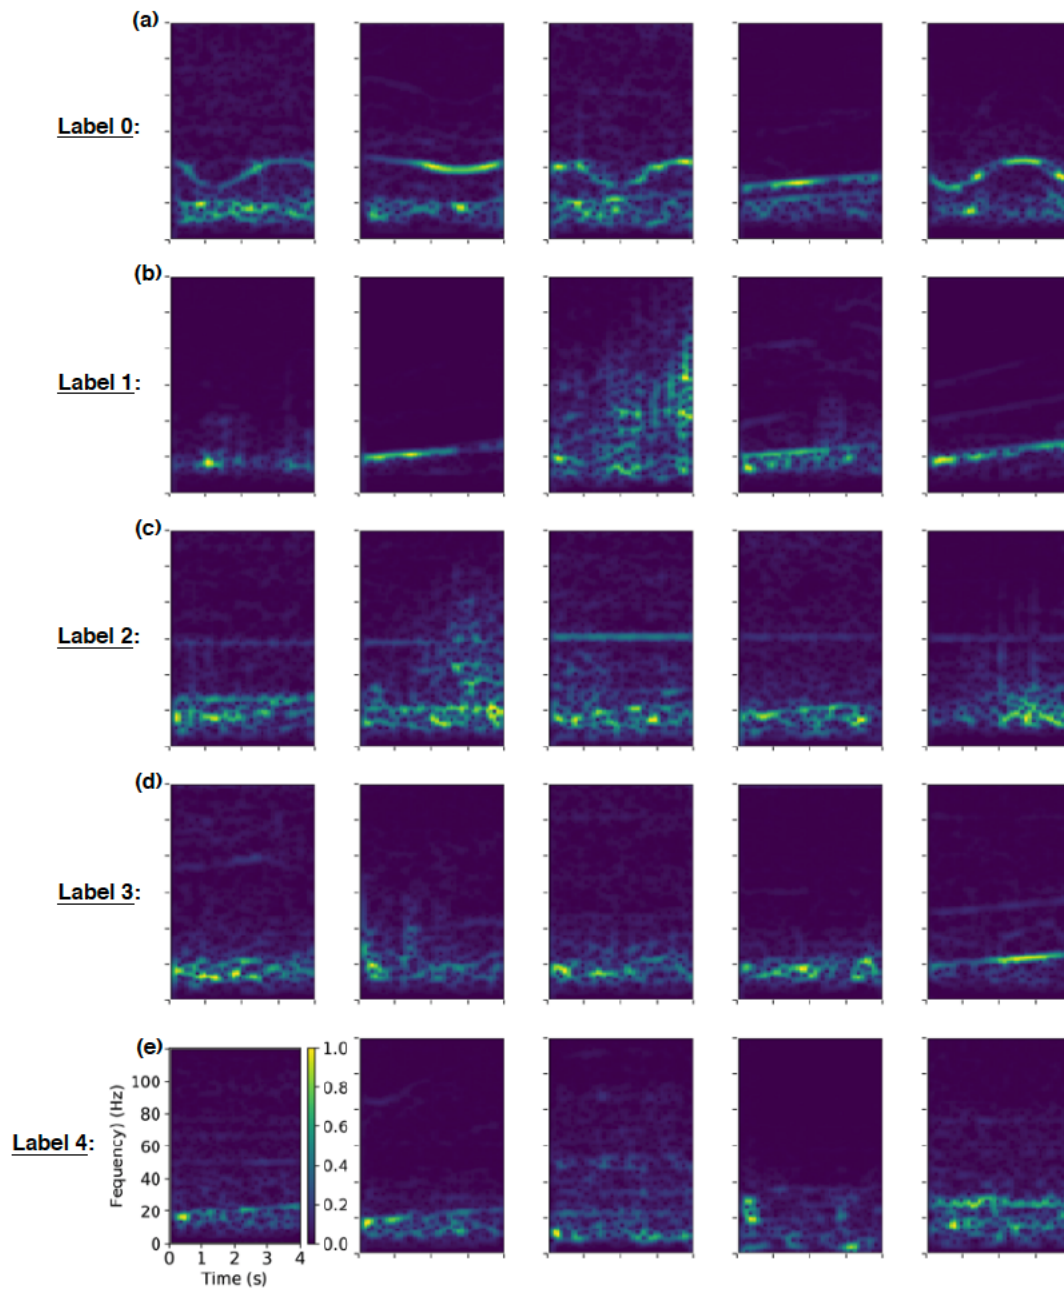 (a)
Label 0:
(b)
Label 1:
(c)
Label 2:
(d)
Label 3:
(e)
Label 4:
Fequency) (Hz)
100
80
60
40
20
0
0 1 2 3 4
Time (s)
1.0
0.8
0.6
0.4
0.2
0.0